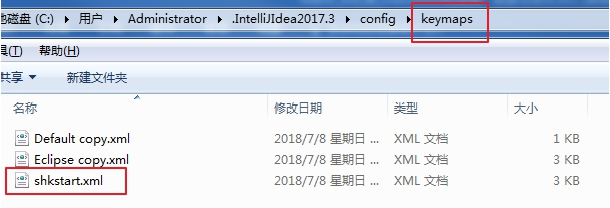 也磁盘 (C:) ▸ 用户 ▸ Administrator ▸ .IntelliJIdea2017.3 ▸ config ▸ keymaps
工具(T) 帮助(H)
共享 ▾ 新建文件夹
名称 修改日期 类型 大小
Default copy.xml 2018/7/8 星期日 ... XML 文档 1 KB
Eclipse copy.xml 2018/7/8 星期日 ... XML 文档 3 KB
shkstart.xml 2018/7/8 星期日 ... XML 文档 3 KB